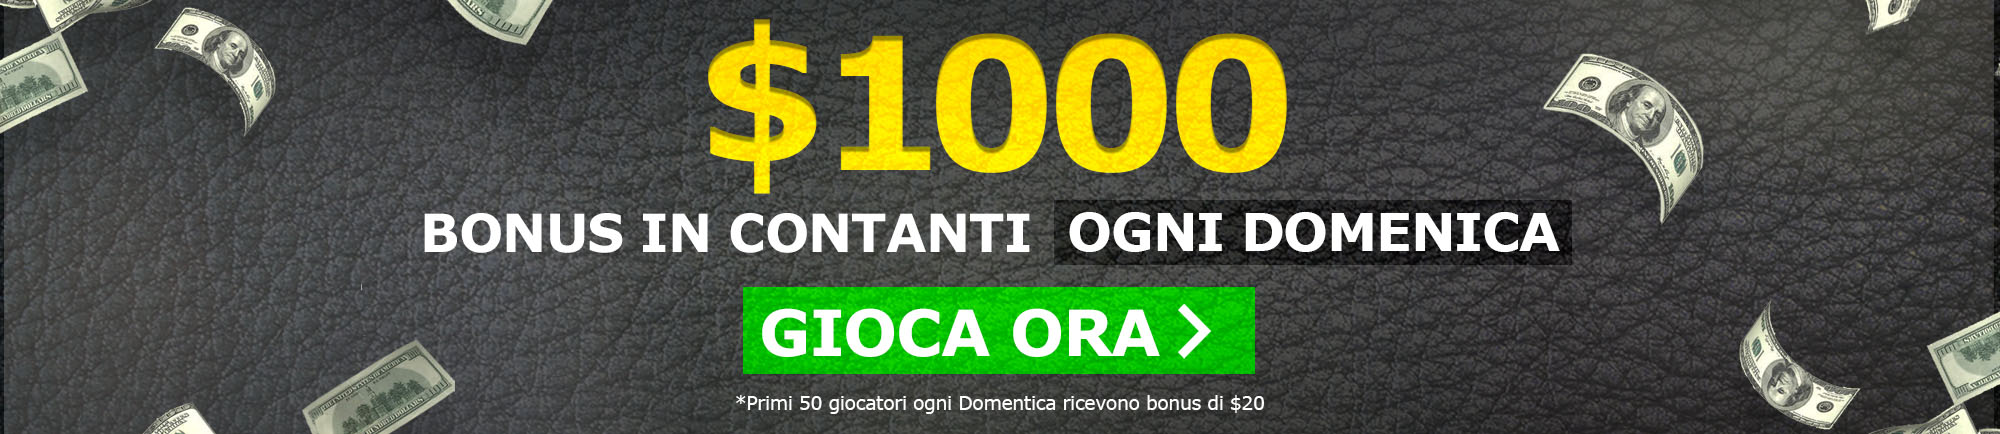 $1000
BONUS IN CONTANTI OGNI DOMENICA
GIOCA ORA
*Primi 50 giocatori ogni Domentica ricevono bonus di $20